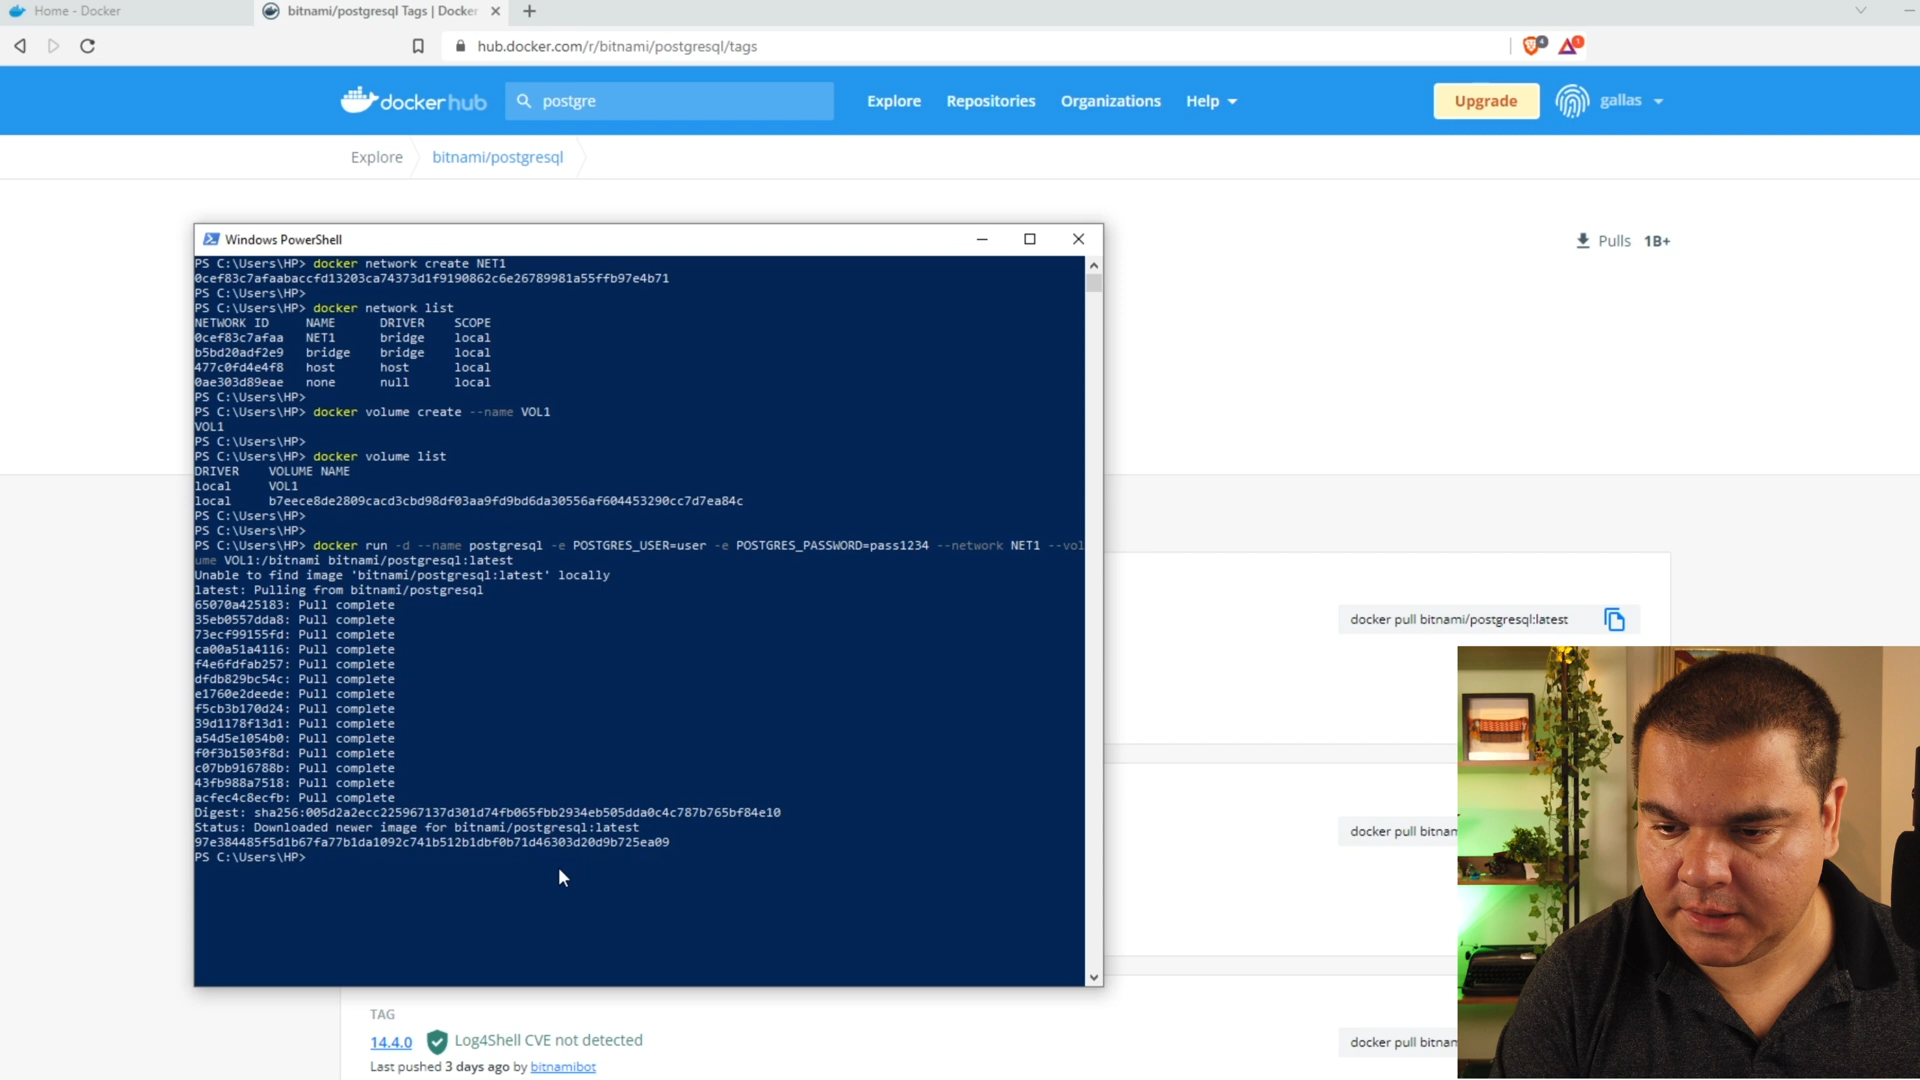 Home - Docker
bitnami/postgresql Tags | Docker
hub.docker.com/r/bitnami/postgresql/tags
4
1
dockerhub
postgre
Explore
Repositories
Organizations
Help
Upgrade
gallas
Explore
bitnami/postgresql
Pulls 1B+
Windows PowerShell
PS C:\Users\HP> docker network create NET1
0cef83c7afaabaccfd13203ca74373d1f9190862c6e26789981a55ffb97e4b71
PS C:\Users\HP>
PS C:\Users\HP> docker network list
NETWORK ID NAME DRIVER SCOPE
0cef83c7afaa NET1 bridge local
b5bd20adf2e9 bridge bridge local
477c0fd4e4f8 host host local
0ae303d89eae none null local
PS C:\Users\HP>
PS C:\Users\HP> docker volume create --name VOL1
VOL1
PS C:\Users\HP>
PS C:\Users\HP> docker volume list
DRIVER VOLUME NAME
local VOL1
local b7eece8de2809cacd3cbd98df03aa9fd9bd6da30556af604453290cc7d7ea84c
PS C:\Users\HP>
PS C:\Users\HP>
PS C:\Users\HP> docker run -d --name postgresql -e POSTGRES_USER=user -e POSTGRES_PASSWORD=pass1234 --network NET1 --vol
ume VOL1:/bitnami bitnami/postgresql:latest
Unable to find image 'bitnami/postgresql:latest' locally
latest: Pulling from bitnami/postgresql
65070a425183: Pull complete
35eb0557dda8: Pull complete
73ecf99155fd: Pull complete
ca00a51a4116: Pull complete
f4e6fdfab257: Pull complete
dfdb829bc54c: Pull complete
e1760e2deede: Pull complete
f5cb3b170d24: Pull complete
39d1178f13d1: Pull complete
a54d5e1054b0: Pull complete
f0f3b1503f8d: Pull complete
c07bb916788b: Pull complete
43fb988a7518: Pull complete
acfec4c8ecfb: Pull complete
Digest: sha256:005d2a2ecc225967137d301d74fb065fbb2934eb505dda0c4c787b765bf84e10
Status: Downloaded newer image for bitnami/postgresql:latest
97e384485f5d1b67fa77b1da1092c741b512b1dbf0b71d46303d20d9b725ea09
PS C:\Users\HP>
docker pull bitnami/postgresql:latest
docker pull bitnam
TAG
14.4.0 Log4Shell CVE not detected
docker pull bitnam
Last pushed 3 days ago by bitnamibot